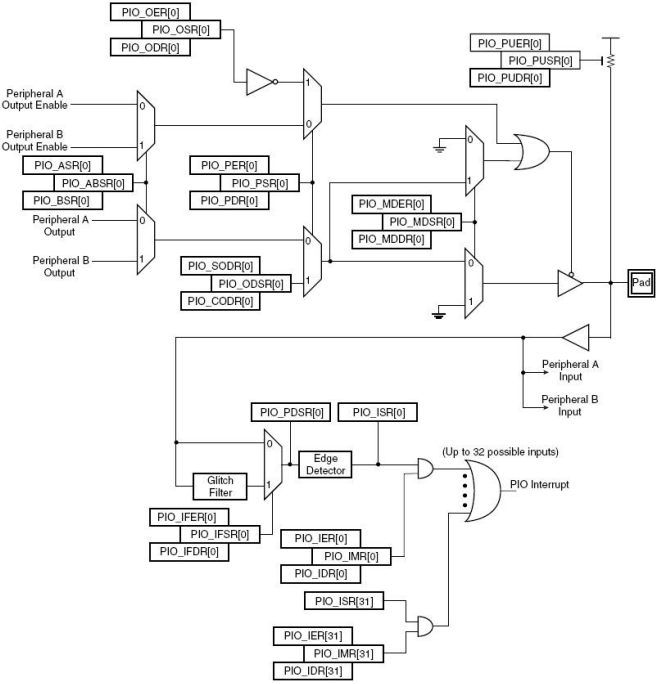 PIO_OER[0]
PIO_OSR[0]
PIO_ODR[0]
PIO_PUER[0]
PIO_PUSR[0]
PIO_PUDR[0]
1
0
Peripheral A
Output Enable
0
Peripheral B
Output Enable
1
PIO_ASR[0]
PIO_ABSR[0]
PIO_BSR[0]
PIO_PER[0]
PIO_PSR[0]
PIO_PDR[0]
0
1
PIO_MDER[0]
PIO_MDSR[0]
PIO_MDDR[0]
Peripheral A
Output
0
Peripheral B
Output
1
0
1
PIO_SODR[0]
PIO_ODSR[0]
PIO_CODR[0]
0
1
Pad
Peripheral A
Input
Peripheral B
Input
PIO_PDSR[0]
PIO_ISR[0]
0
1
Glitch
Filter
Edge
Detector
(Up to 32 possible inputs)
PIO Interrupt
PIO_IFER[0]
PIO_IFSR[0]
PIO_IFDR[0]
PIO_IER[0]
PIO_IMR[0]
PIO_IDR[0]
PIO_ISR[31]
PIO_IER[31]
PIO_IMR[31]
PIO_IDR[31]